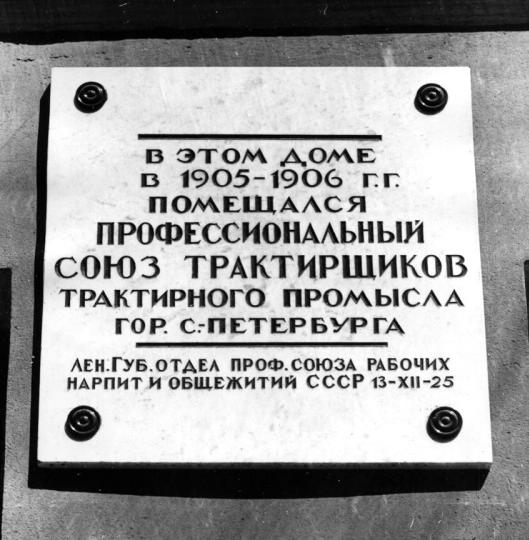 В ЭТОМ ДОМЕ
В 1905-1906 Г.Г.
ПОМЕЩАЛСЯ
ПРОФЕССИОНАЛЬНЫЙ
СОЮЗ ТРАКТИРЩИКОВ
ТРАКТИРНОГО ПРОМЫСЛА
ГОР. С.-ПЕТЕРБУРГА
ЛЕН.ГУБ.ОТДЕЛ ПРОФ.СОЮЗА РАБОЧИХ
НАРПИТ И ОБЩЕЖИТИЙ СССР 13-XII-25